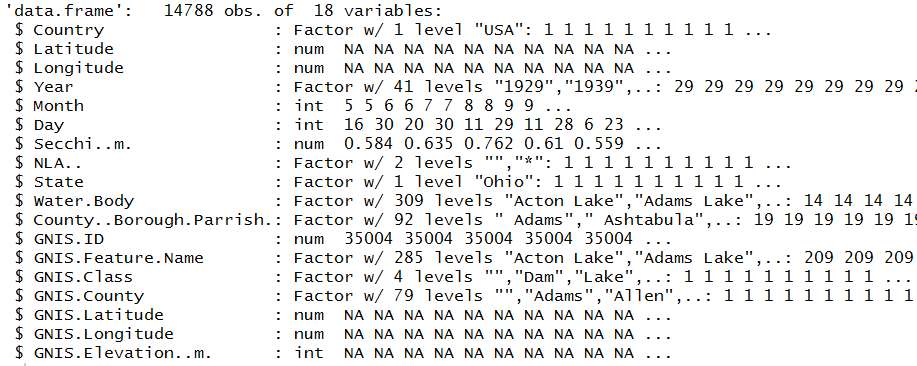 'data.frame':   14788 obs. of  18 variables:
 $ Country                 : Factor w/ 1 level "USA": 1 1 1 1 1 1 1 1 1 1 ...
 $ Latitude                : num  NA NA NA NA NA NA NA NA NA NA ...
 $ Longitude               : num  NA NA NA NA NA NA NA NA NA NA ...
 $ Year                    : Factor w/ 41 levels "1929","1939",..: 29 29 29 29 29 29 29 29 2
 $ Month                   : int  5 5 6 6 7 7 8 8 9 9 ...
 $ Day                     : int  16 30 20 30 11 29 11 28 6 23 ...
 $ Secchi..m.              : num  0.584 0.635 0.762 0.61 0.559 ...
 $ NLA..                   : Factor w/ 2 levels "","*": 1 1 1 1 1 1 1 1 1 1 ...
 $ State                   : Factor w/ 1 level "Ohio": 1 1 1 1 1 1 1 1 1 1 ...
 $ Water.Body              : Factor w/ 309 levels "Acton Lake","Adams Lake",..: 14 14 14 14
 $ County..Borough.Parrish.: Factor w/ 92 levels " Adams"," Ashtabula",..: 19 19 19 19 19 19
 $ GNIS.ID                 : num  35004 35004 35004 35004 35004 ...
 $ GNIS.Feature.Name       : Factor w/ 285 levels "Acton Lake","Adams Lake",..: 209 209 209
 $ GNIS.Class              : Factor w/ 4 levels "","Dam","Lake",..: 1 1 1 1 1 1 1 1 1 1 ...
 $ GNIS.County             : Factor w/ 79 levels "","Adams","Allen",..: 1 1 1 1 1 1 1 1 1 1
 $ GNIS.Latitude           : num  NA NA NA NA NA NA NA NA NA NA ...
 $ GNIS.Longitude          : num  NA NA NA NA NA NA NA NA NA NA ...
 $ GNIS.Elevation..m.      : int  NA NA NA NA NA NA NA NA NA NA ...